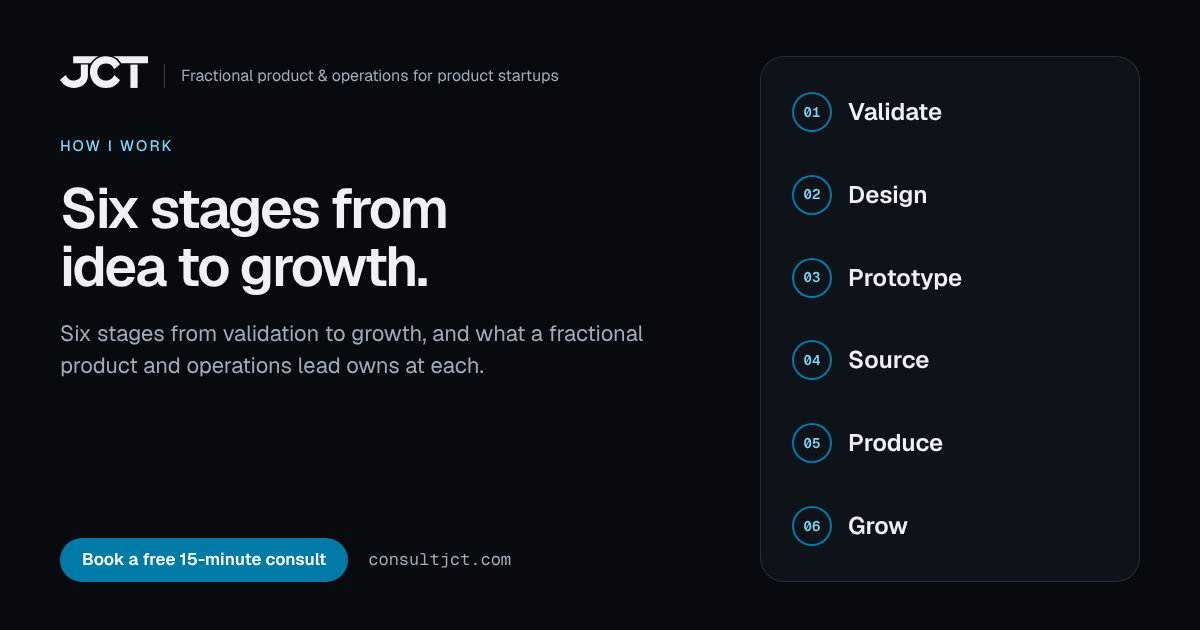 JCT
Fractional product & operations for product startups
HOW I WORK
Six stages from
idea to growth.
Six stages from validation to growth, and what a fractional
product and operations lead owns at each.
Book a free 15-minute consult
consultjct.com
01 Validate
02 Design
03 Prototype
04 Source
05 Produce
06 Grow